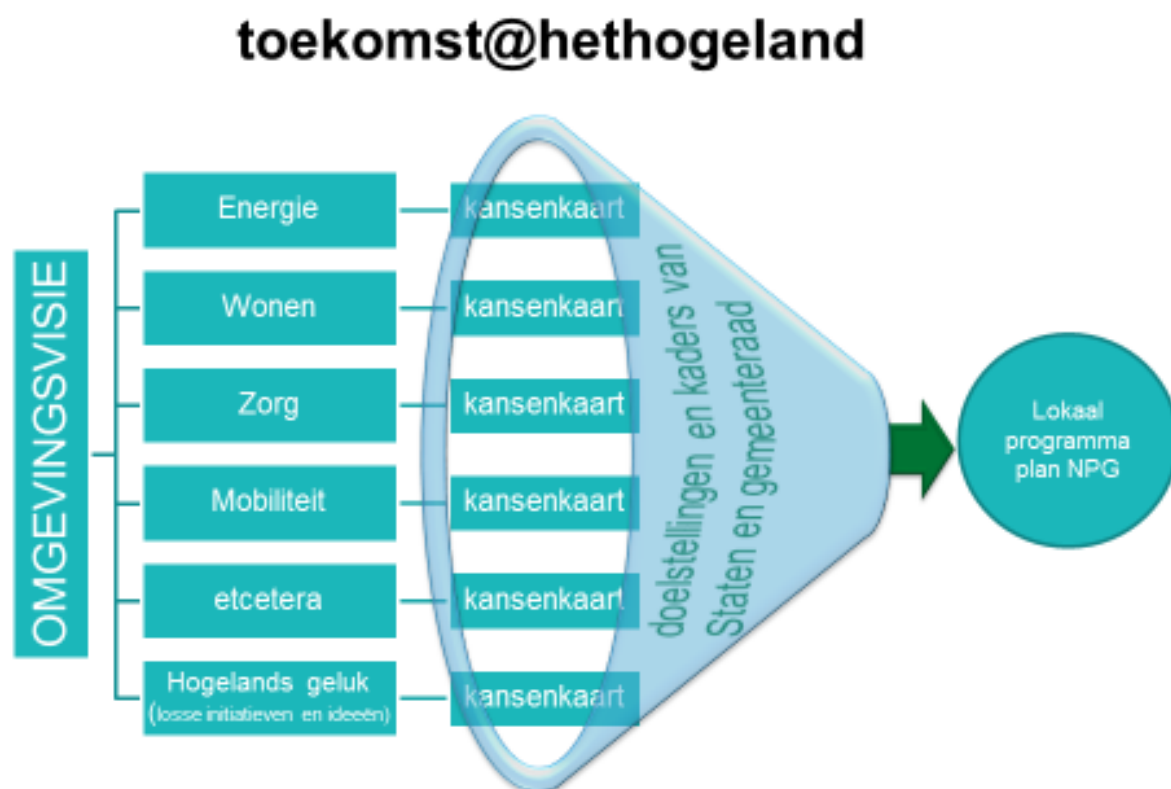 toekomst@hethogeland
OMGEVINGSVISIE
Energie
kansenkaart
Wonen
kansenkaart
Zorg
kansenkaart
Mobiliteit
kansenkaart
etcetera
kansenkaart
Hogelands geluk
(losse initiatieven en ideeën)
kansenkaart
doelstellingen en kaders van
Staten en gemeenteraad
Lokaal
programma
plan NPG